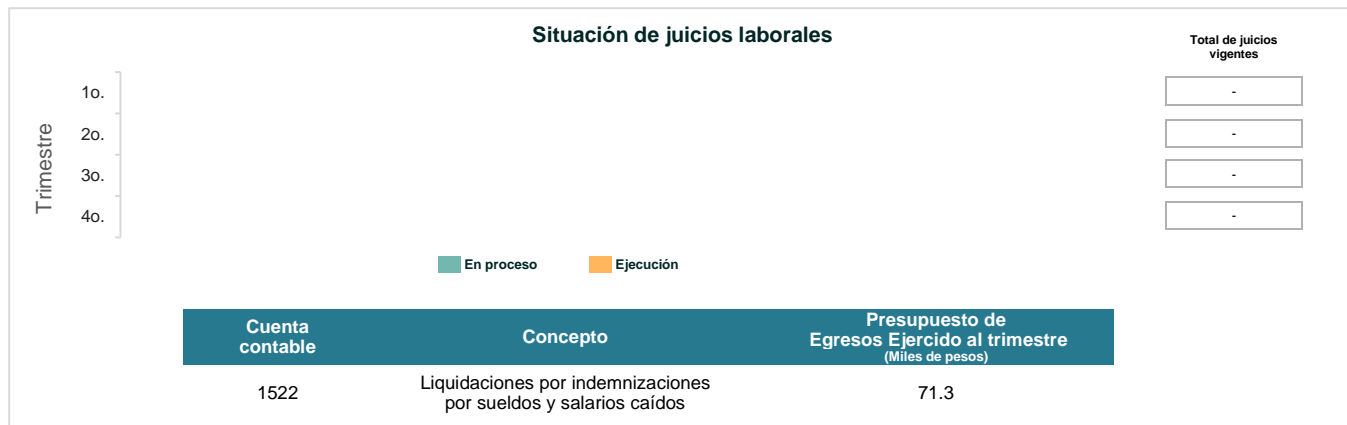 Situación de juicios laborales
Total de juicios
vigentes
Trimestre
1o.
-
2o.
-
3o.
-
4o.
-
En proceso
Ejecución
Cuenta
contable
Concepto
Presupuesto de
Egresos Ejercido al trimestre
(Miles de pesos)
1522
Liquidaciones por indemnizaciones
por sueldos y salarios caídos
71.3